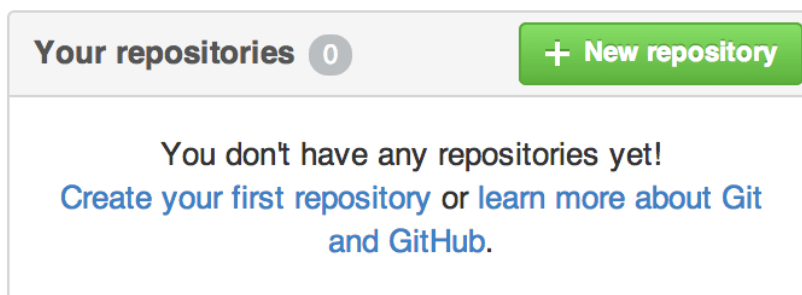 Your repositories 0 + New repository
You don't have any repositories yet!
Create your first repository or learn more about Git
and GitHub.